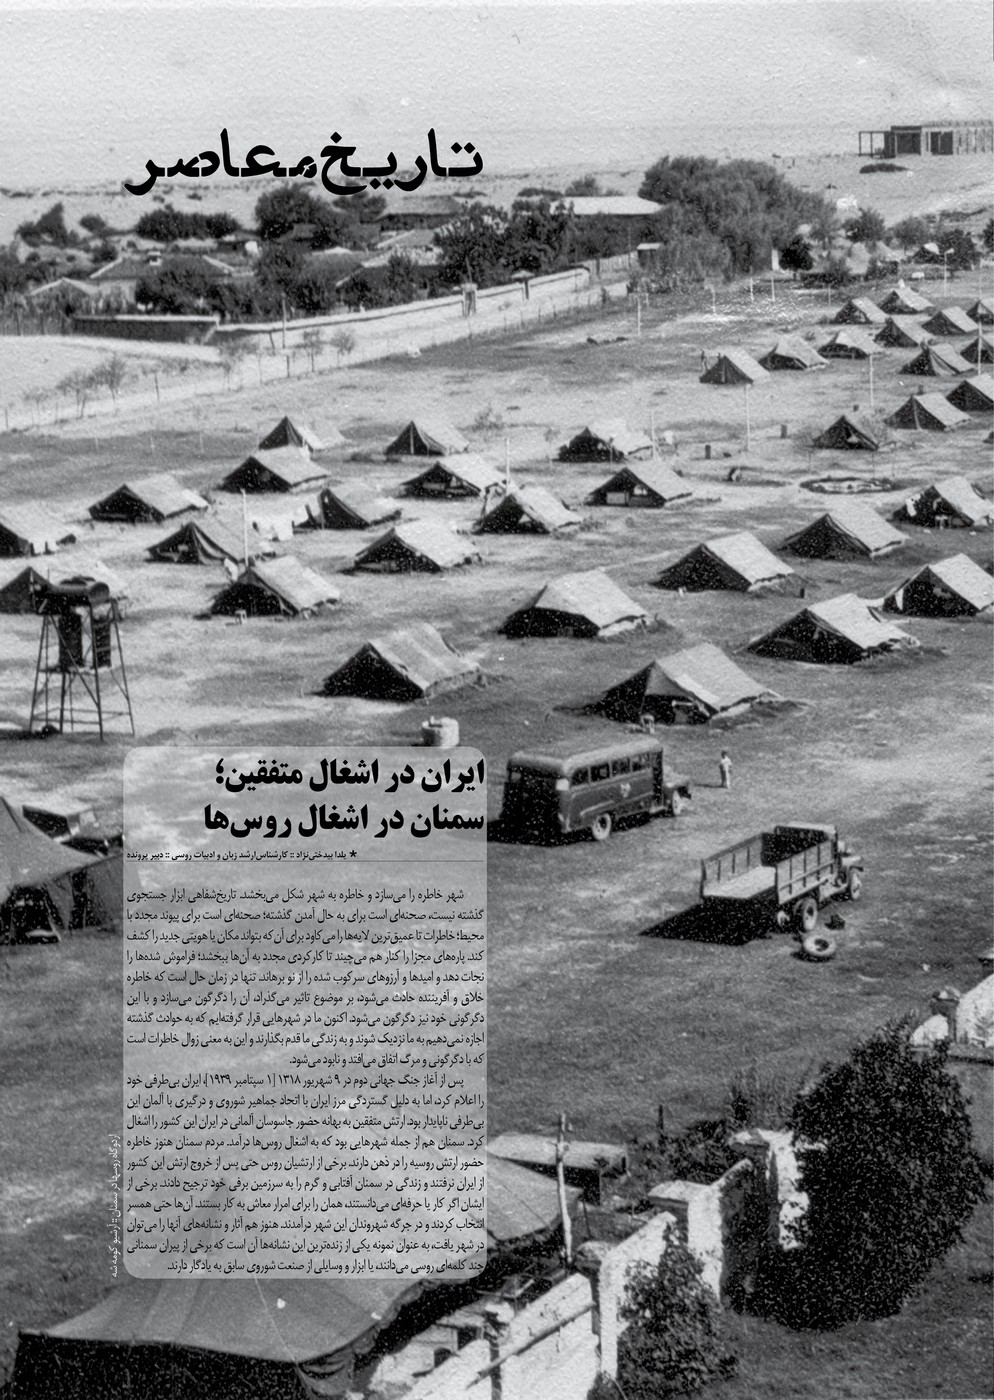 تاریخ معاصر
ایران در اشغال متفقین؛
سمنان در اشغال روس‌ها
* یلدا بیدختی‌نژاد :: کارشناس‌ارشد زبان و ادبیات روسی :: دبیر پرونده
شهر خاطره را می‌سازد و خاطره به شهر شکل می‌بخشد. تاریخ‌شفاهی ابزار جستجوی
گذشته نیست، صحنه‌ای است برای به حال آمدن گذشته؛ صحنه‌ای است برای پیوند مجدد با
محیط؛ خاطرات تا عمیق‌ترین لایه‌ها را می‌کاود برای آن که بتواند مکان یا هویتی جدید را کشف
کند. پاره‌های مجزا را کنار هم می‌چیند تا کارکردی مجدد به آن‌ها ببخشد؛ فراموش شده‌ها را
نجات دهد و امیدها و آرزوهای سرکوب شده را از نو برهاند. تنها در زمان حال است که خاطره
خلاق و آفریننده حادث می‌شود، بر موضوع تاثیر می‌گذارد، آن را دگرگون می‌سازد و با این
دگرگونی خود نیز دگرگون می‌شود. اکنون ما در شهرهایی قرار گرفته‌ایم که به حوادث گذشته
اجازه نمی‌دهیم به ما نزدیک شوند و به زندگی ما قدم بگذارند و این به معنی زوال خاطرات است
که با دگرگونی و مرگ اتفاق می‌افتد و نابود می‌شود.
پس از آغاز جنگ جهانی دوم در ۹ شهریور ۱۳۱۸ [۱ سپتامبر ۱۹۳۹]، ایران بی‌طرفی خود
را اعلام کرد، اما به دلیل گستردگی مرز ایران با اتحاد جماهیر شوروی و درگیری با آلمان این
بی‌طرفی ناپایدار بود. ارتش متفقین به بهانه حضور جاسوسان آلمانی در ایران این کشور را اشغال
کرد. سمنان هم از جمله شهرهایی بود که به اشغال روس‌ها درآمد. مردم سمنان هنوز خاطره
حضور ارتش روسیه را در ذهن دارند. برخی از ارتشیان روس حتی پس از خروج ارتش این کشور
از ایران نرفتند و زندگی در سمنان آفتابی و گرم را به سرزمین برفی خود ترجیح دادند. برخی از
ایشان اگر کار یا حرفه‌ای می‌دانستند، همان را برای امرار معاش به کار بستند. آن‌ها حتی همسر
انتخاب کردند و در جرگه شهروندان این شهر درآمدند. هنوز هم آثار و نشانه‌های آنها را می‌توان
در شهر یافت، به عنوان نمونه یکی از زنده‌ترین این نشانه‌ها آن است که برخی از پیران سمنانی
چند کلمه‌ای روسی می‌دانند، یا ابزار و وسایلی از صنعت شوروی سابق به یادگار دارند.
اردوگاه روسها در سمنان :: آرشیو کومه شه